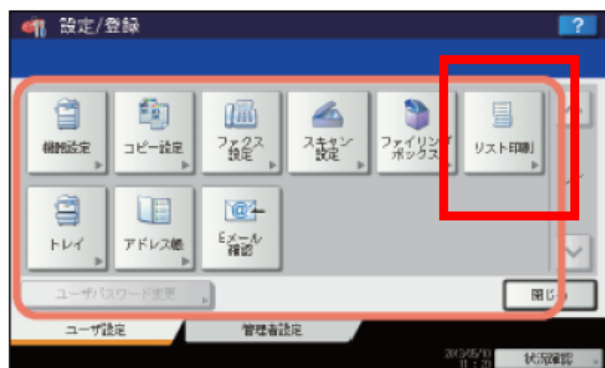 設定/登録
?
機器設定
コピー設定
ファクス
設定
スキャン
設定
ファイリング
ボックス
リスト印刷
トレイ
アドレス帳
Eメール
確認
ユーザパスワード変更
閉じる
ユーザ設定
管理者設定
状況確認